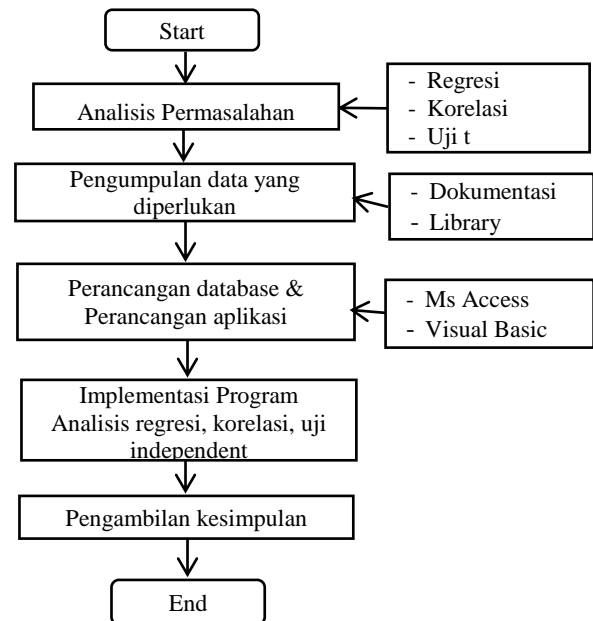 Start
Analisis Permasalahan
- Regresi
- Korelasi
- Uji t
Pengumpulan data yang
diperlukan
- Dokumentasi
- Library
Perancangan database &
Perancangan aplikasi
- Ms Access
- Visual Basic
Implementasi Program
Analisis regresi, korelasi, uji
independent
Pengambilan kesimpulan
End